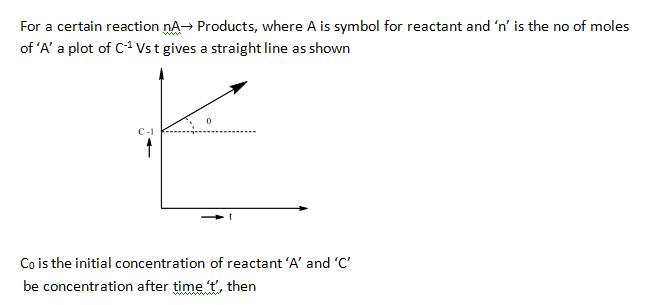 For a certain reaction nA→ Products, where A is symbol for reactant and ‘n’ is the no of moles
of ‘A’ a plot of C⁻¹ Vs t gives a straight line as shown
0
C -1
t
C₀ is the initial concentration of reactant ‘A’ and ‘C’
be concentration after time ‘t’, then